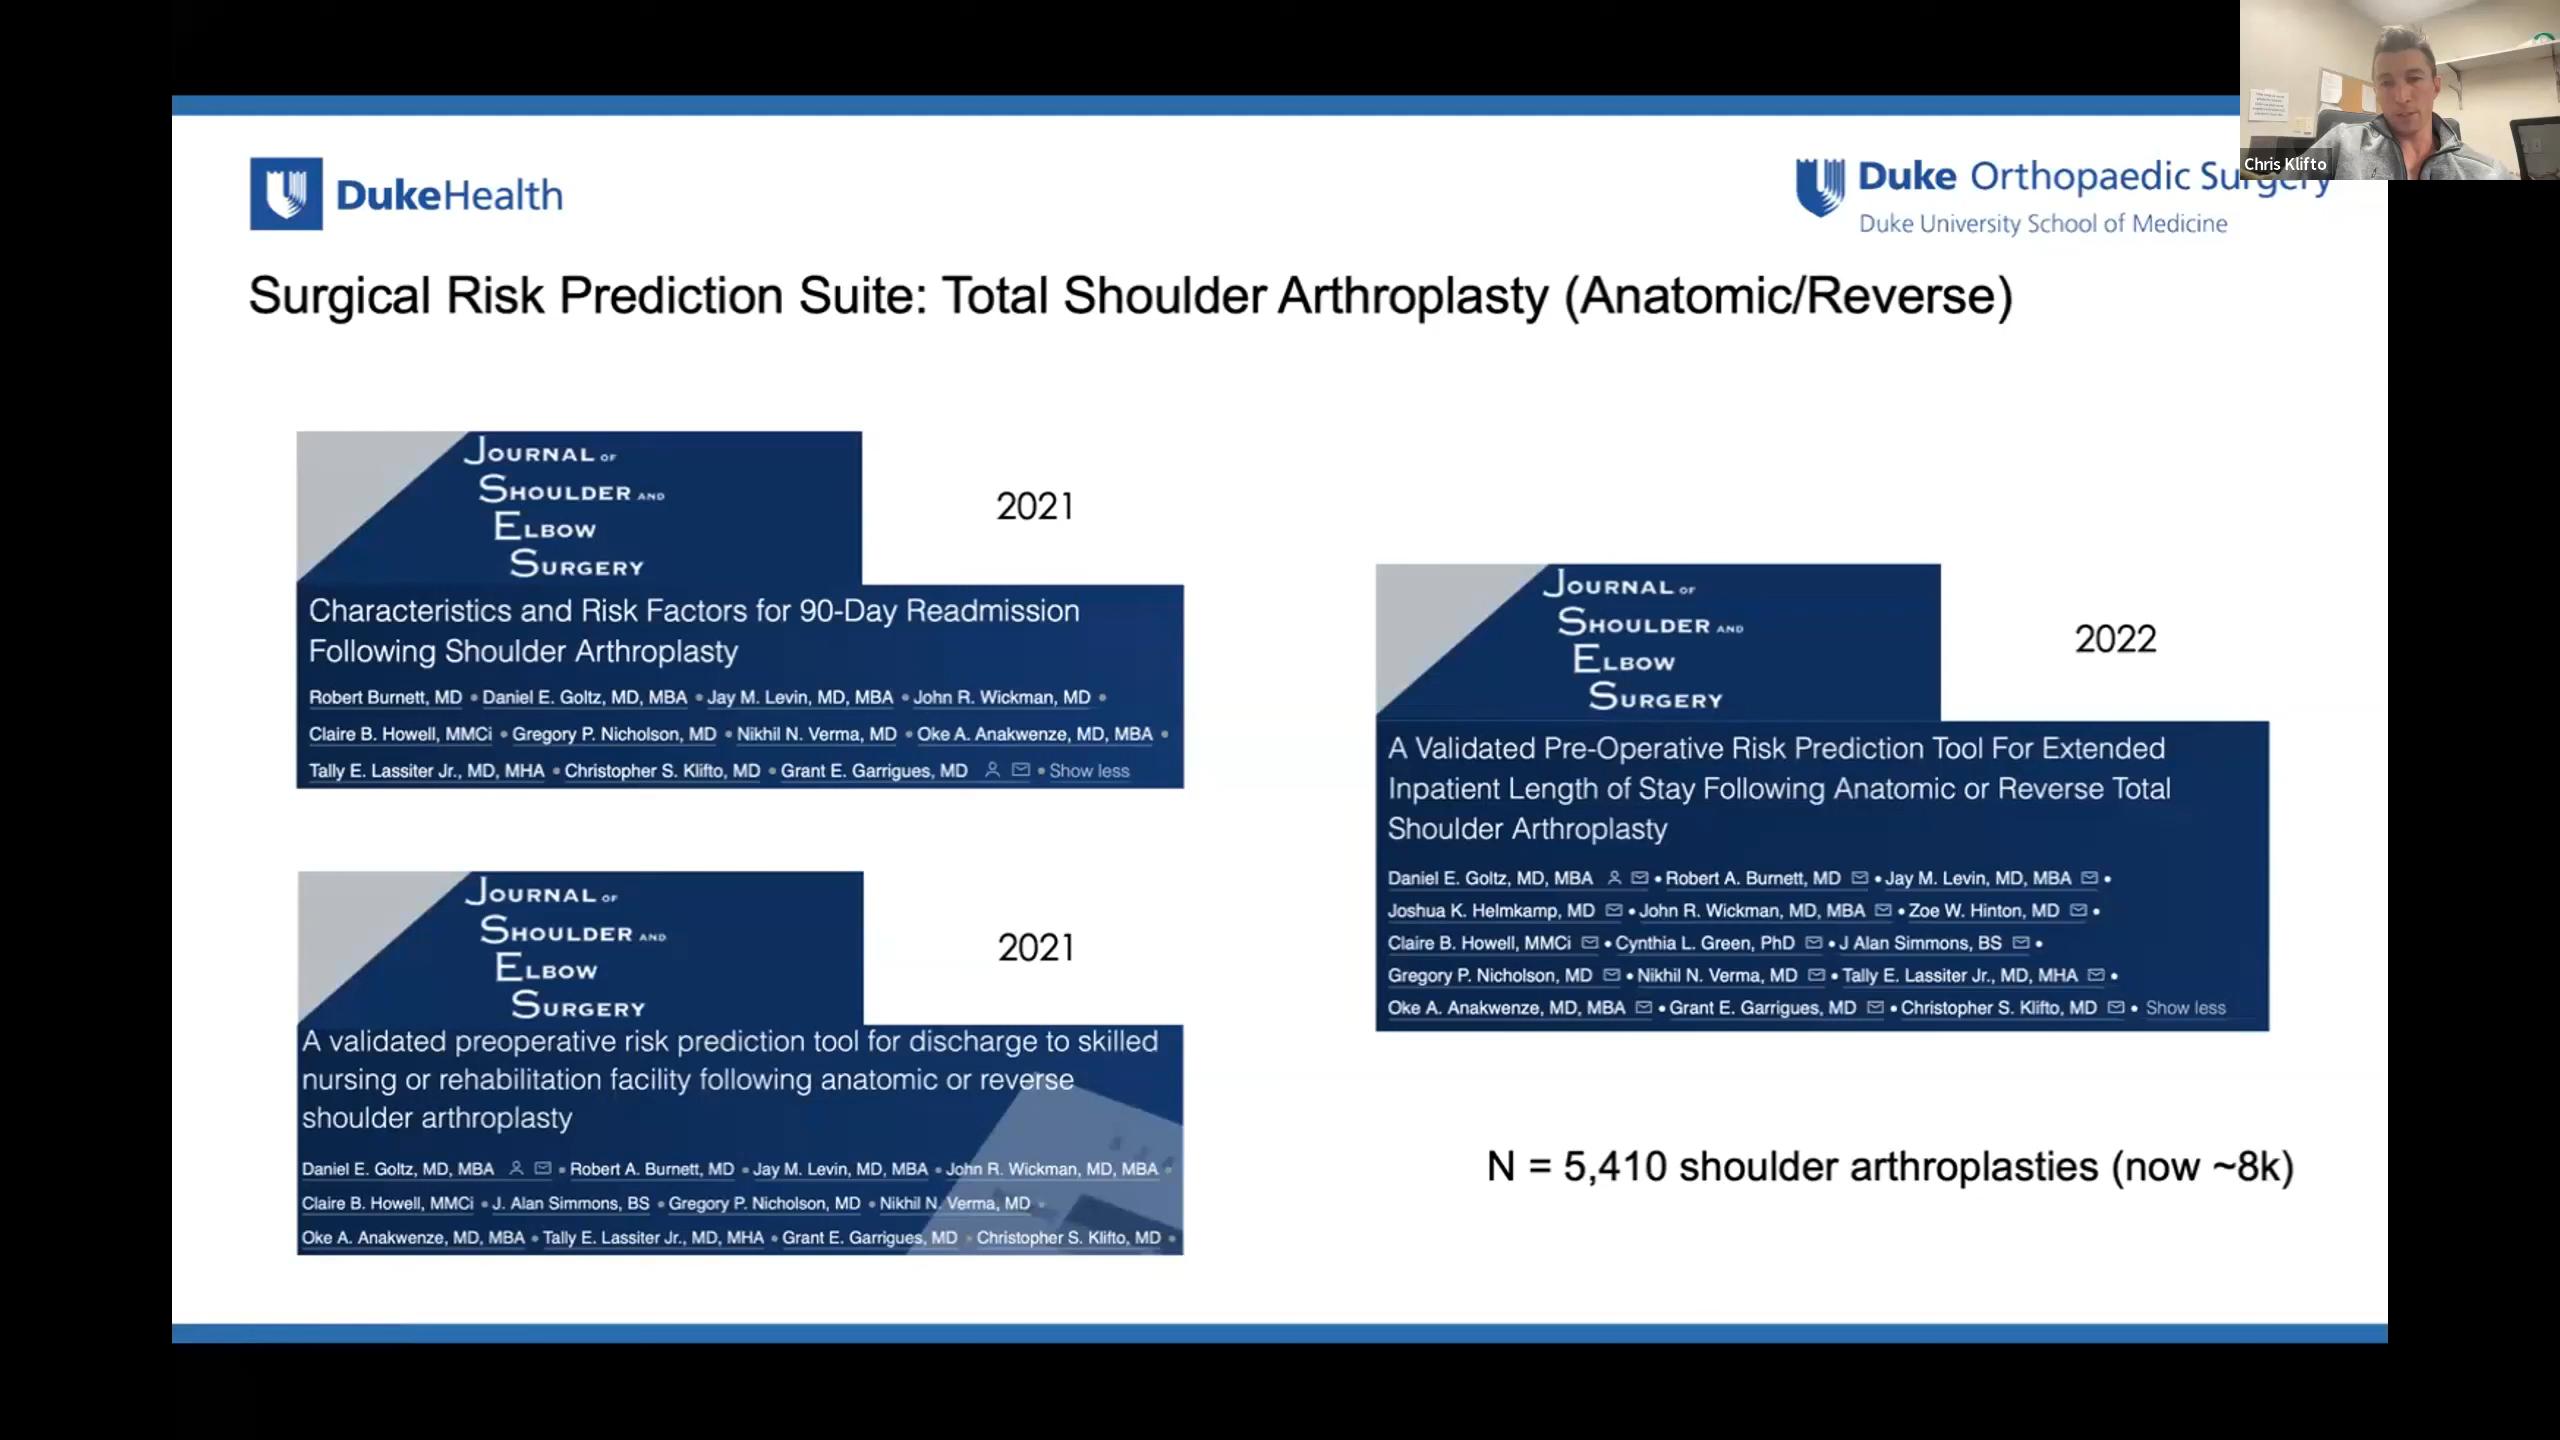 Chris Klifto
DukeHealth
Duke Orthopaedic Surgery
Duke University School of Medicine
Surgical Risk Prediction Suite: Total Shoulder Arthroplasty (Anatomic/Reverse)
JOURNAL OF
SHOULDER AND
ELBOW
SURGERY
2021
Characteristics and Risk Factors for 90-Day Readmission
Following Shoulder Arthroplasty
Robert Burnett, MD • Daniel E. Goltz, MD, MBA • Jay M. Levin, MD, MBA • John R. Wickman, MD •
Claire B. Howell, MMCi • Gregory P. Nicholson, MD • Nikhil N. Verma, MD • Oke A. Anakwenze, MD, MBA •
Tally E. Lassiter Jr., MD, MHA • Christopher S. Klifto, MD • Grant E. Garrigues, MD • Show less
JOURNAL OF
SHOULDER AND
ELBOW
SURGERY
2021
A validated preoperative risk prediction tool for discharge to skilled
nursing or rehabilitation facility following anatomic or reverse
shoulder arthroplasty
Daniel E. Goltz, MD, MBA • Robert A. Burnett, MD • Jay M. Levin, MD, MBA • John R. Wickman, MD, MBA •
Claire B. Howell, MMCi • J. Alan Simmons, BS • Gregory P. Nicholson, MD • Nikhil N. Verma, MD •
Oke A. Anakwenze, MD, MBA • Tally E. Lassiter Jr., MD, MHA • Grant E. Garrigues, MD • Christopher S. Klifto, MD •
JOURNAL OF
SHOULDER AND
ELBOW
SURGERY
2022
A Validated Pre-Operative Risk Prediction Tool For Extended
Inpatient Length of Stay Following Anatomic or Reverse Total
Shoulder Arthroplasty
Daniel E. Goltz, MD, MBA • Robert A. Burnett, MD • Jay M. Levin, MD, MBA •
Joshua K. Helmkamp, MD • John R. Wickman, MD, MBA • Zoe W. Hinton, MD •
Claire B. Howell, MMCi • Cynthia L. Green, PhD • J Alan Simmons, BS •
Gregory P. Nicholson, MD • Nikhil N. Verma, MD • Tally E. Lassiter Jr., MD, MHA •
Oke A. Anakwenze, MD, MBA • Grant E. Garrigues, MD • Christopher S. Klifto, MD • Show less
N = 5,410 shoulder arthroplasties (now ~8k)